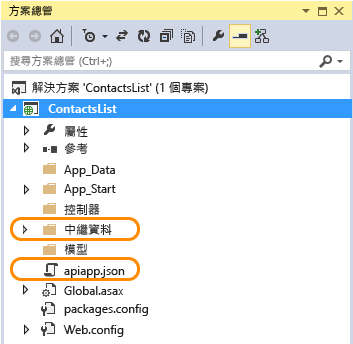 方案總管
搜尋方案總管 (Ctrl+;)
解決方案 'ContactsList' (1 個專案)
ContactsList
屬性
參考
App_Data
App_Start
控制器
中繼資料
模型
apiapp.json
Global.asax
packages.config
Web.config